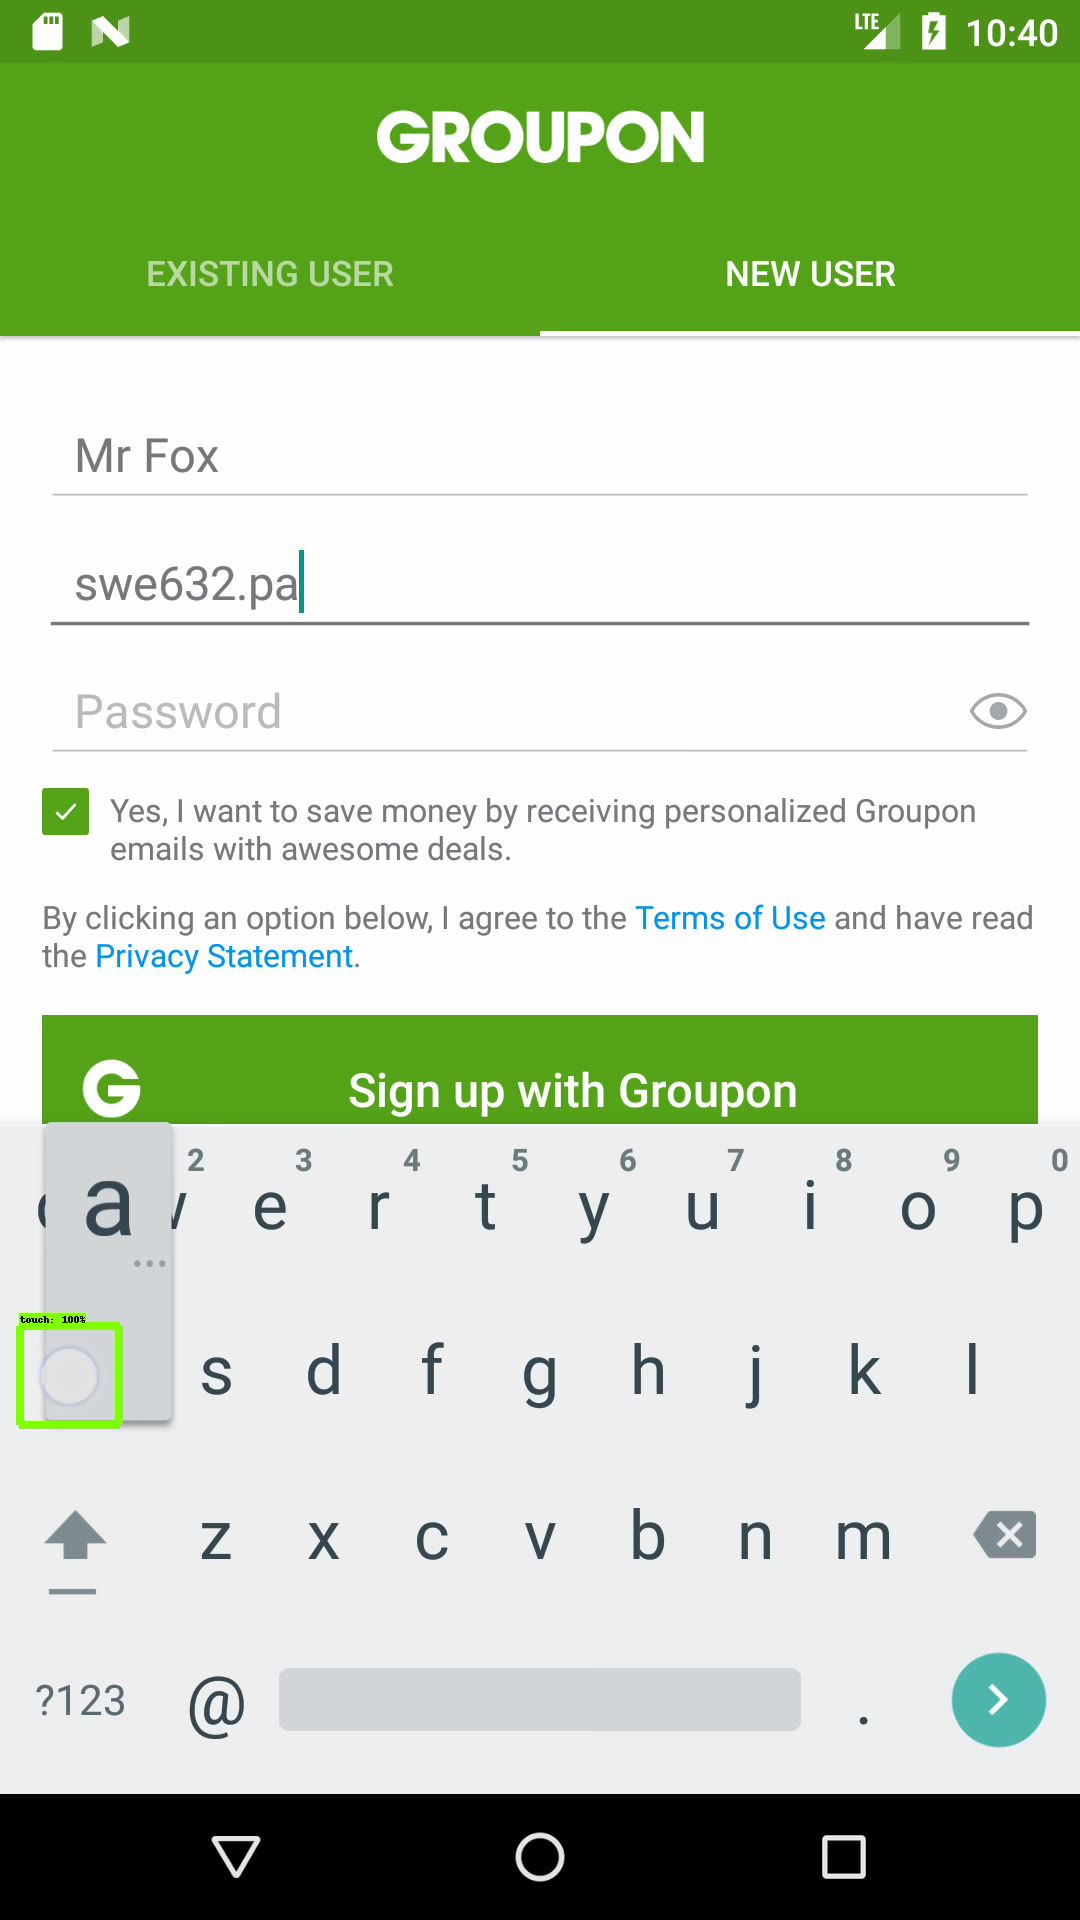 LTE 10:40
GROUPON
EXISTING USER NEW USER
Mr Fox
swe632.pa
Password
Yes, I want to save money by receiving personalized Groupon
emails with awesome deals.
By clicking an option below, I agree to the Terms of Use and have read
the Privacy Statement.
G Sign up with Groupon
2 3 4 5 6 7 8 9 0
a e r t y u i o p
touch: 100%
s d f g h j k l
z x c v b n m
?123 @ .